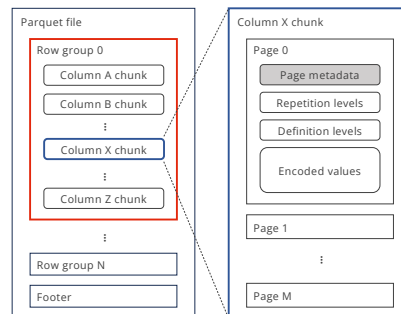 Parquet file
Row group 0
Column A chunk
Column B chunk
Column X chunk
Column Z chunk
Row group N
Footer
Column X chunk
Page 0
Page metadata
Repetition levels
Definition levels
Encoded values
Page 1
Page M